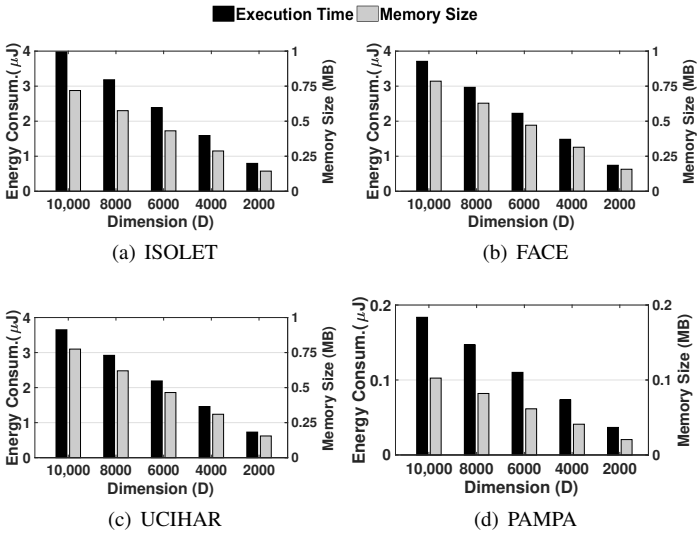 Execution Time Memory Size
Energy Consum.(μJ)
4
3
2
1
0
10,000 8000 6000 4000 2000
Dimension (D)
1
0.75
0.5
0.25
0
Memory Size (MB)
(a) ISOLET
Energy Consum.(μJ)
4
3
2
1
0
10,000 8000 6000 4000 2000
Dimension (D)
1
0.75
0.5
0.25
0
Memory Size (MB)
(b) FACE
Energy Consum.(μJ)
4
3
2
1
0
10,000 8000 6000 4000 2000
Dimension (D)
1
0.75
0.5
0.25
0
Memory Size (MB)
(c) UCIHAR
Energy Consum.(μJ)
0.2
0.1
0
10,000 8000 6000 4000 2000
Dimension (D)
0.2
0.1
0
Memory Size (MB)
(d) PAMPA